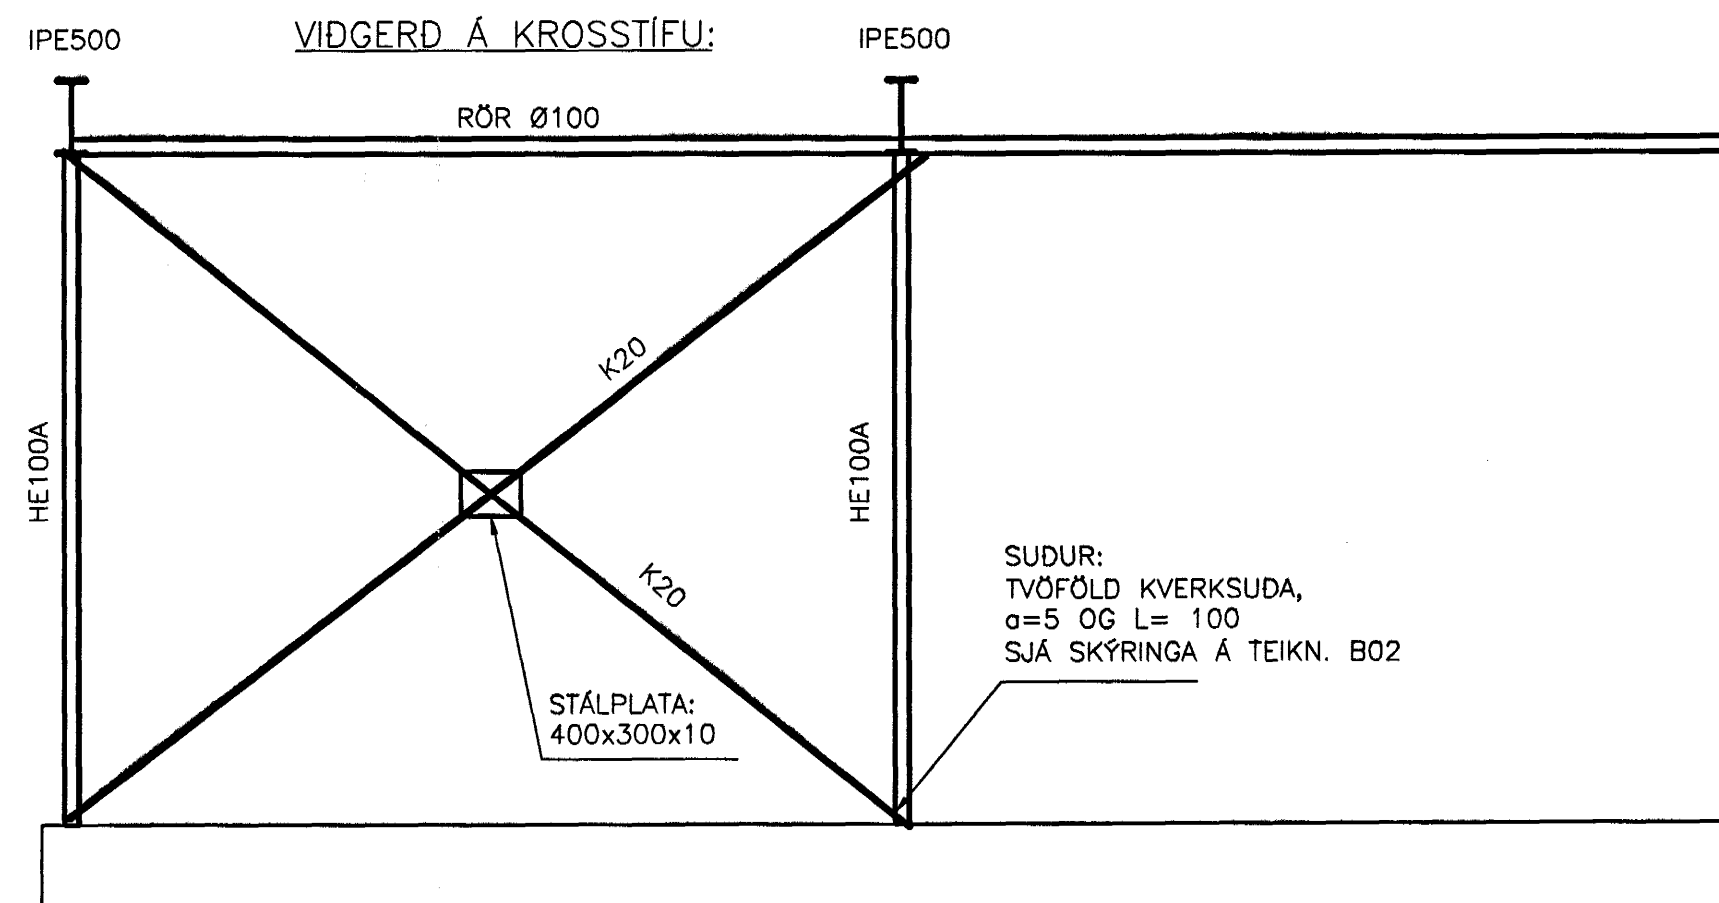 IPE500
VIÐGERÐ Á KROSSTÍFU:
IPE500
RÖR Ø100
K20
HE100A
HE100A
K20
SUÐUR:
TVÖFÖLD KVERKSUÐA,
a=5 OG L= 100
SJÁ SKÝRINGA Á TEIKN. B02
STÁLPLATA:
400x300x10